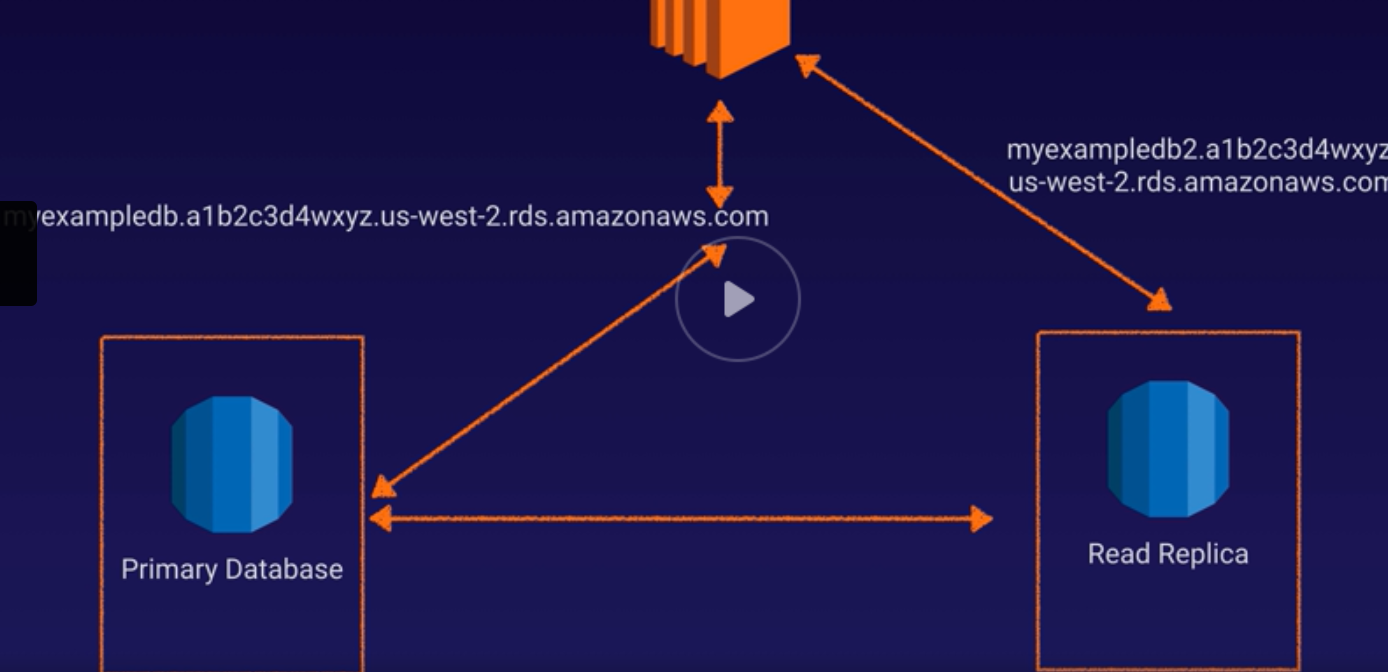 myexampledb2.a1b2c3d4wxyz
us-west-2.rds.amazonaws.com
myexampledb.a1b2c3d4wxyz.us-west-2.rds.amazonaws.com
Primary Database
Read Replica